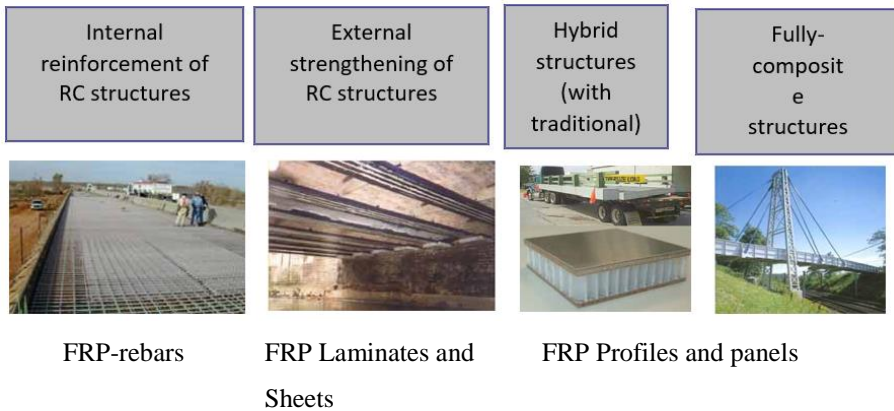 Internal
reinforcement of
RC structures
External
strengthening of
RC structures
Hybrid
structures
(with
traditional)
Fully-
composit
e
structures
FRP-rebars
FRP Laminates and
Sheets
FRP Profiles and panels